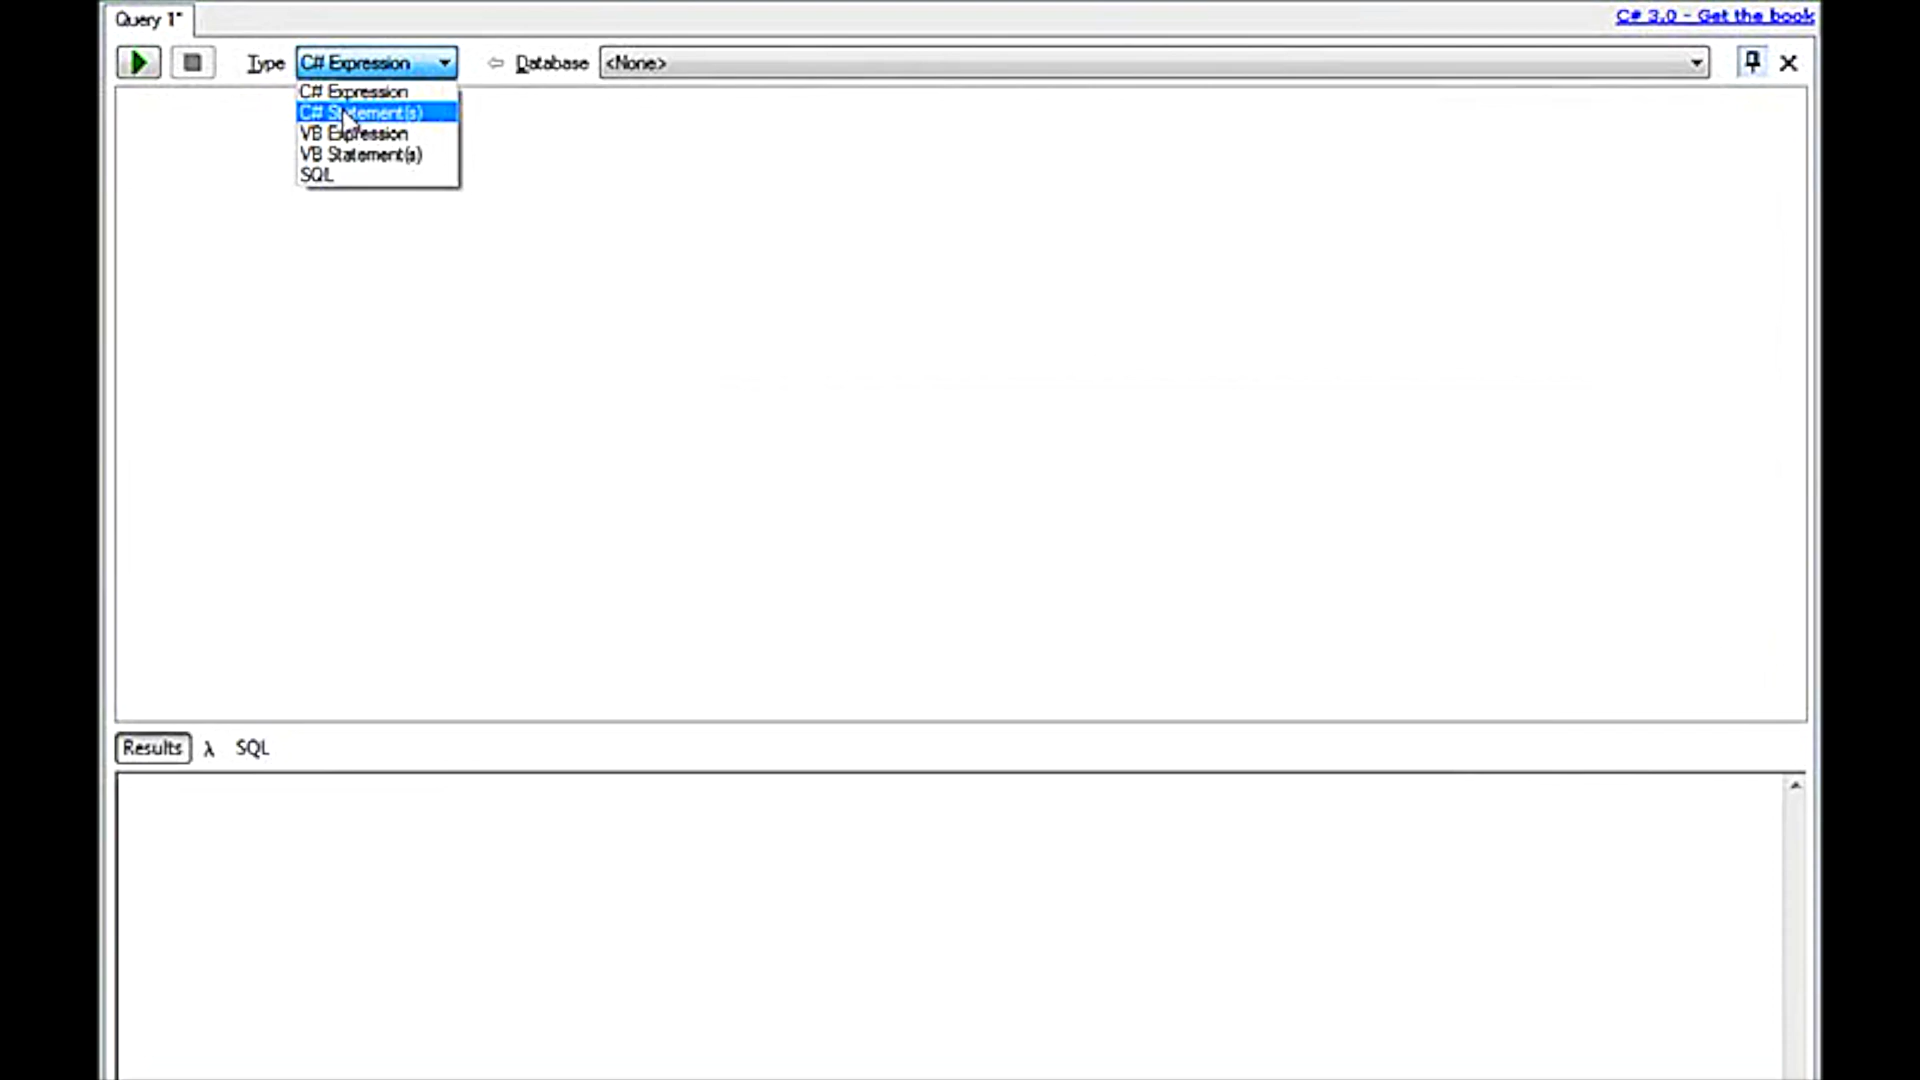 Query 1*
C# 3.0 - Get the book
Type C# Expression Database <None>
C# Expression
C# Statement(s)
VB Expression
VB Statement(s)
SQL
Results λ SQL